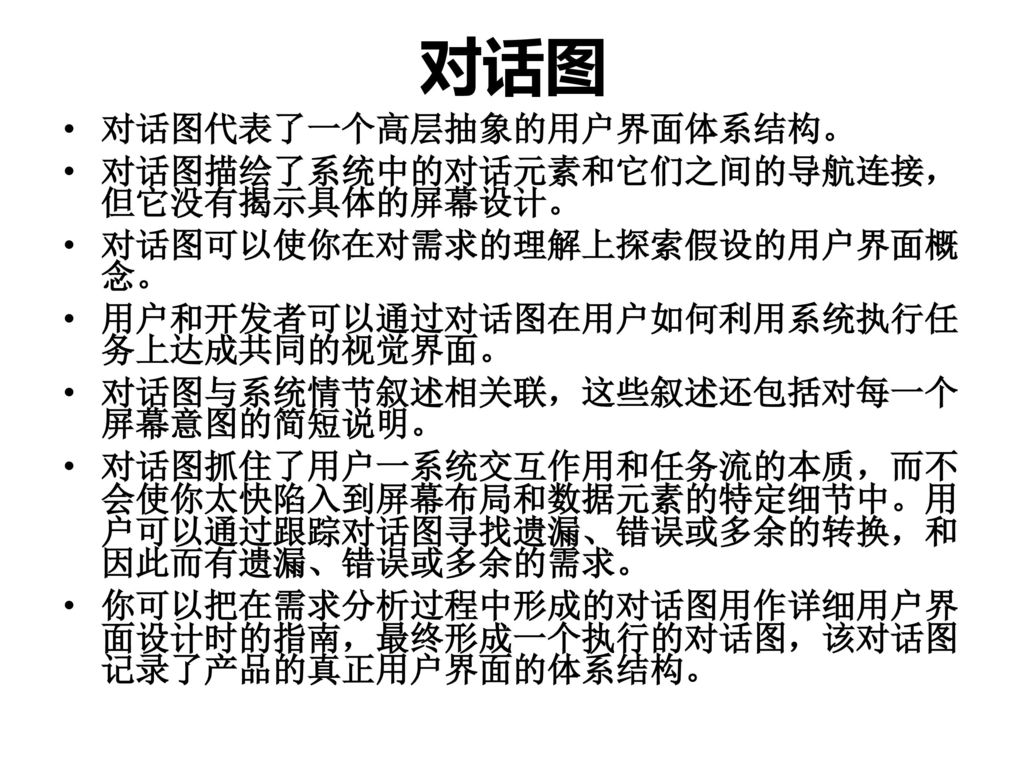 对话图
• 对话图代表了一个高层抽象的用户界面体系结构。
• 对话图描绘了系统中的对话元素和它们之间的导航连接，
但它没有揭示具体的屏幕设计。
• 对话图可以使你在对需求的理解上探索假设的用户界面概
念。
• 用户和开发者可以通过对话图在用户如何利用系统执行任
务上达成共同的视觉界面。
• 对话图与系统情节叙述相关联，这些叙述还包括对每一个
屏幕意图的简短说明。
• 对话图抓住了用户一系统交互作用和任务流的本质，而不
会使你太快陷入到屏幕布局和数据元素的特定细节中。用
户可以通过跟踪对话图寻找遗漏、错误或多余的转换，和
因此而有遗漏、错误或多余的需求。
• 你可以把在需求分析过程中形成的对话图用作详细用户界
面设计时的指南，最终形成一个执行的对话图，该对话图
记录了产品的真正用户界面的体系结构。